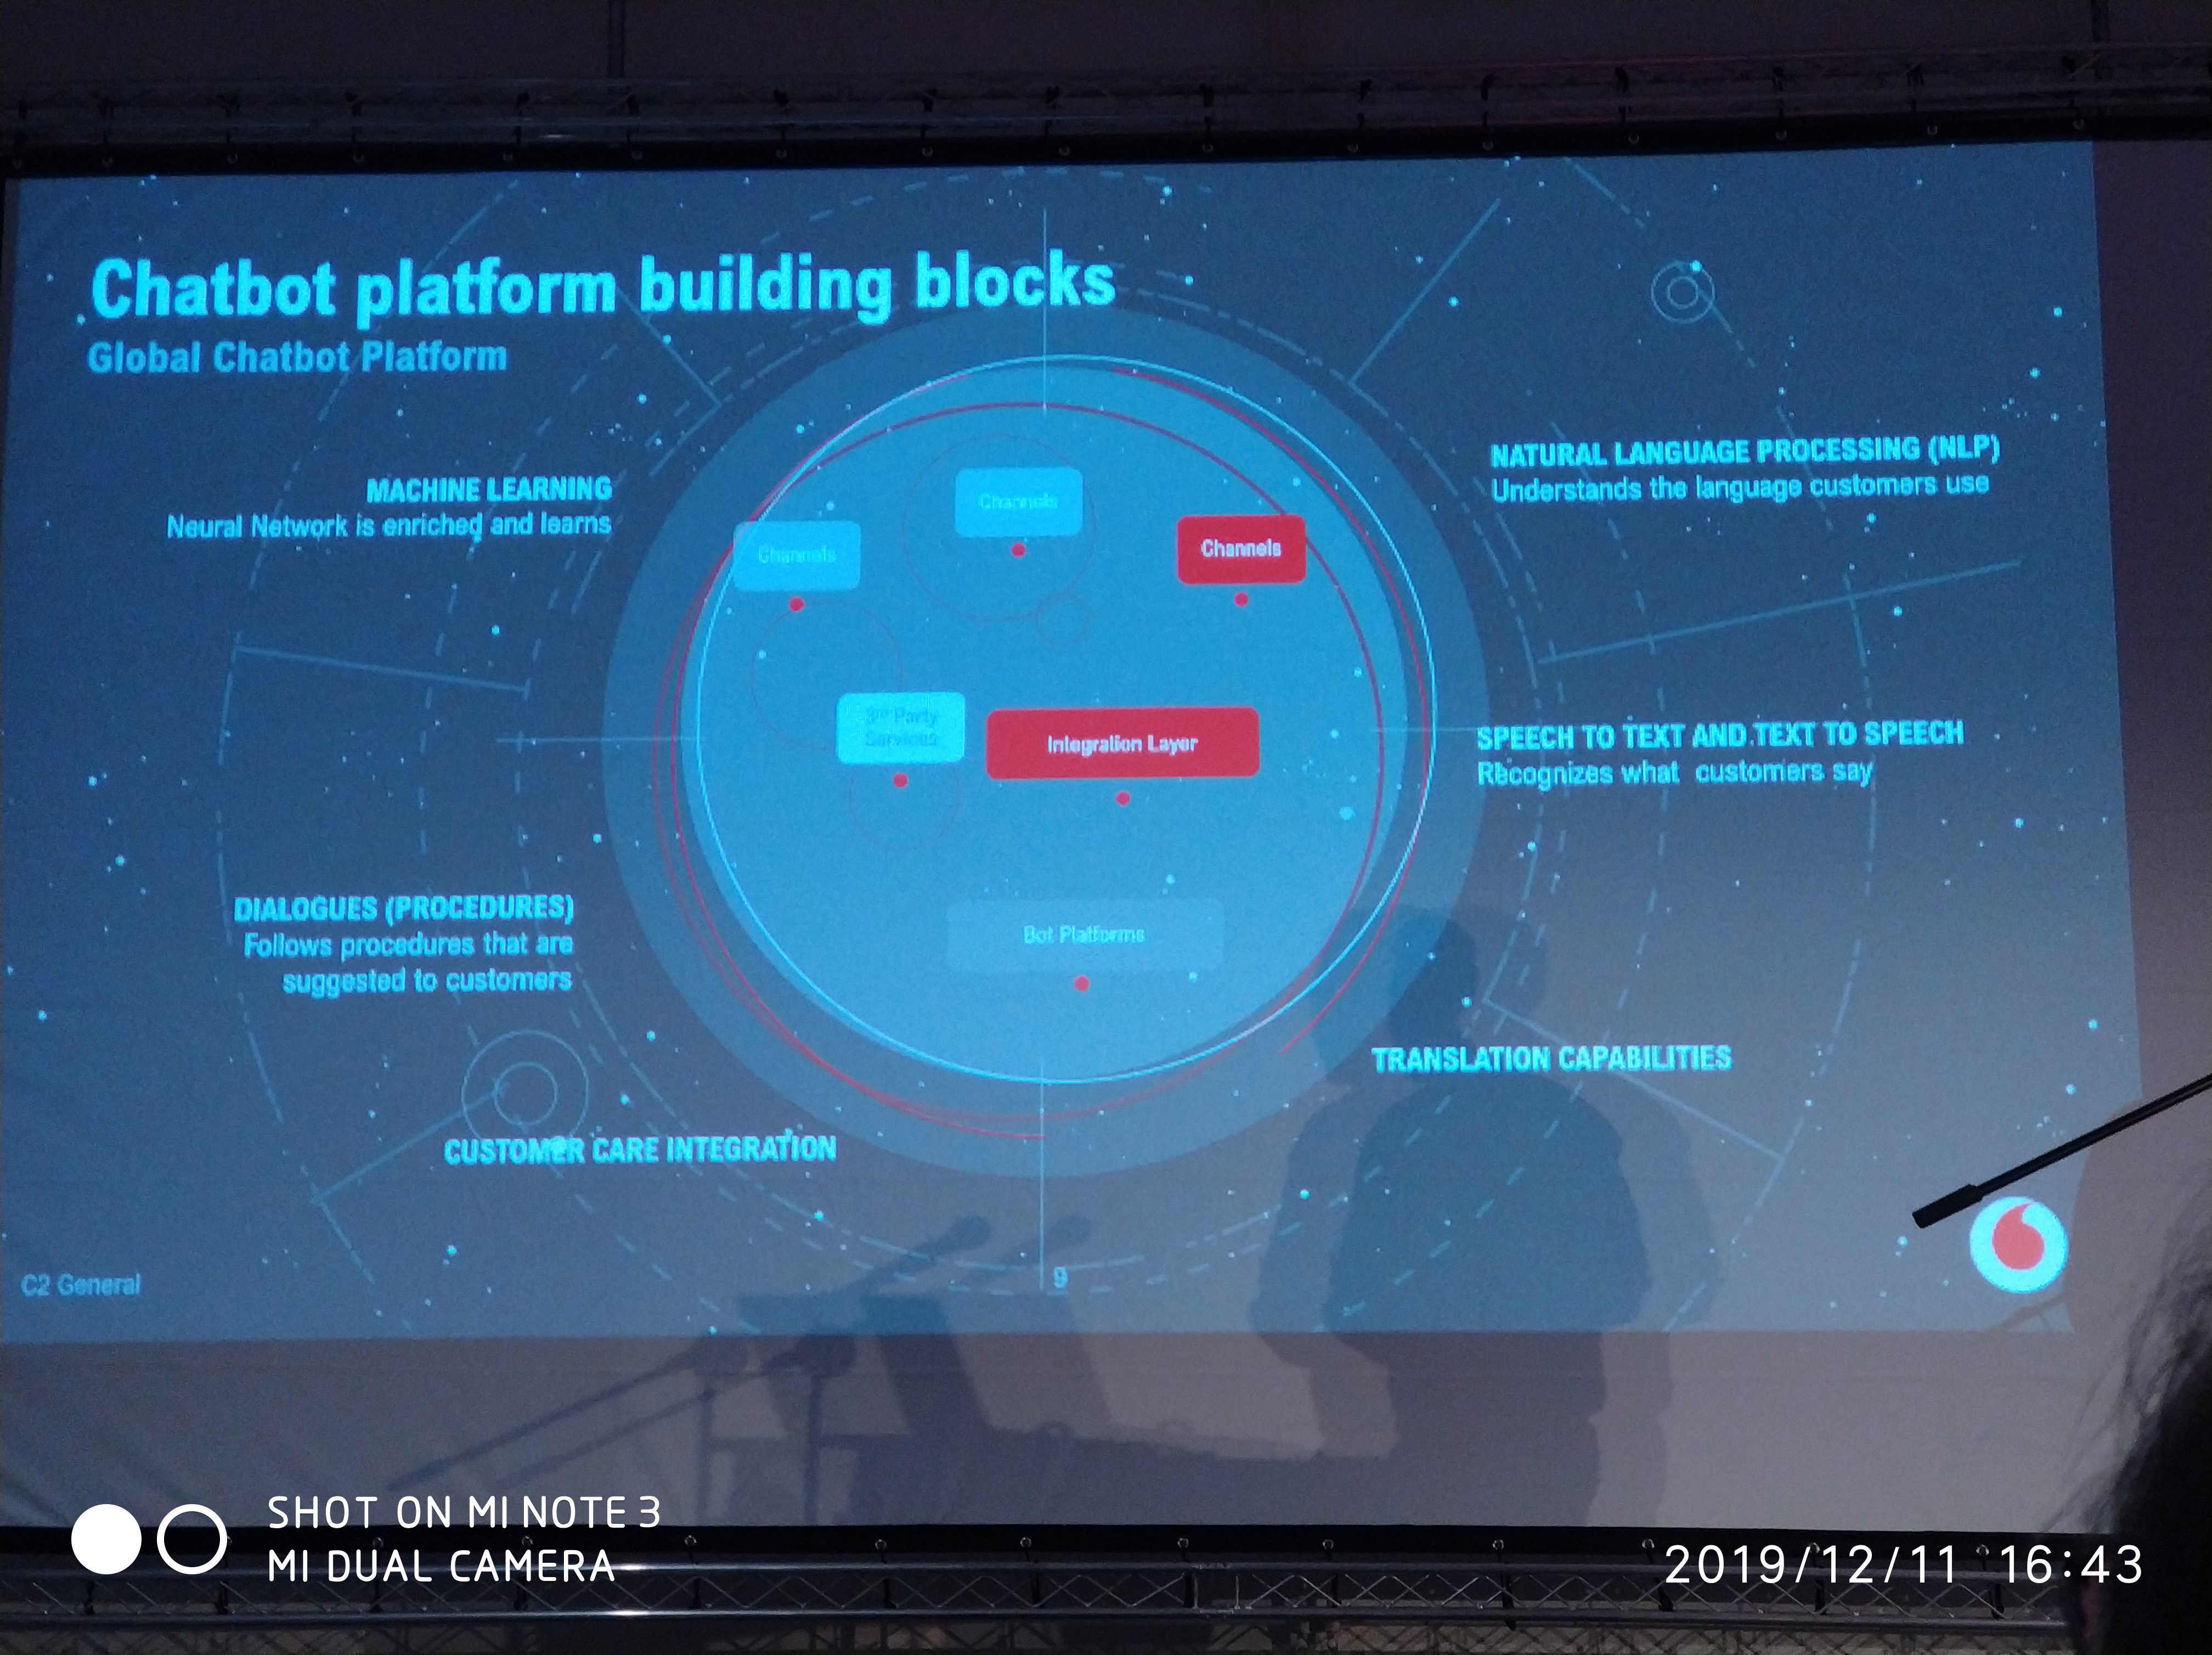 Chatbot platform building blocks
Global Chatbot Platform
MACHINE LEARNING
Neural Network is enriched and learns
DIALOGUES (PROCEDURES)
Follows procedures that are
suggested to customers
CUSTOMER CARE INTEGRATION
Channels
Channels
Channels
3rd Party
Services
Integration Layer
Bot Platforms
NATURAL LANGUAGE PROCESSING (NLP)
Understands the language customers use
SPEECH TO TEXT AND TEXT TO SPEECH
Recognizes what customers say
TRANSLATION CAPABILITIES
C2 General
9
SHOT ON MI NOTE 3
MI DUAL CAMERA
2019/12/11 16:43